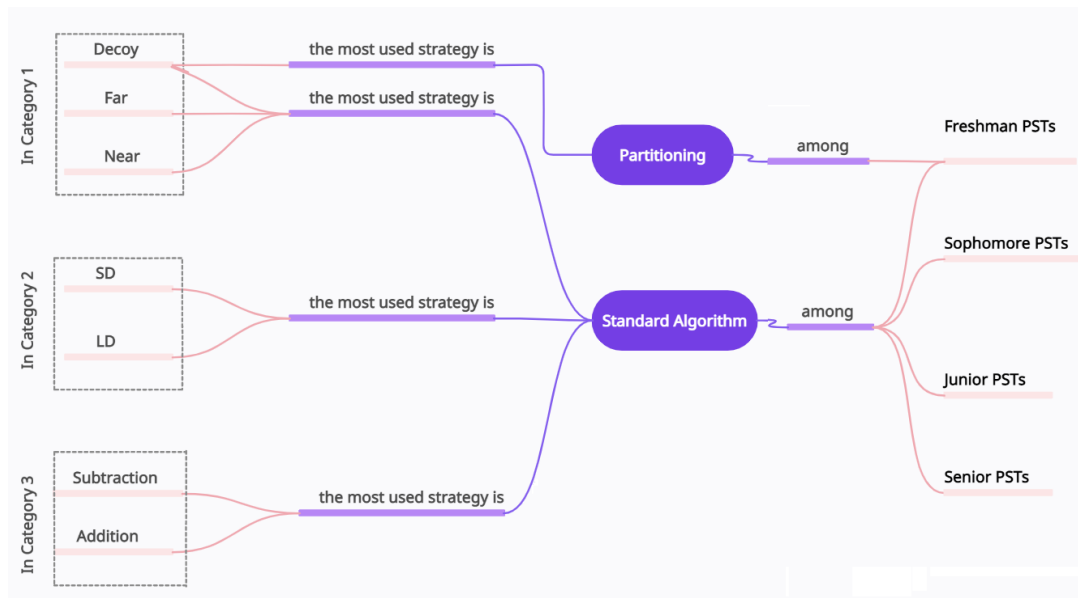 In Category 1
Decoy
the most used strategy is
Far
the most used strategy is
Near
Partitioning
among
Freshman PSTs
Sophomore PSTs
In Category 2
SD
the most used strategy is
LD
Standard Algorithm
among
Junior PSTs
Senior PSTs
In Category 3
Subtraction
the most used strategy is
Addition